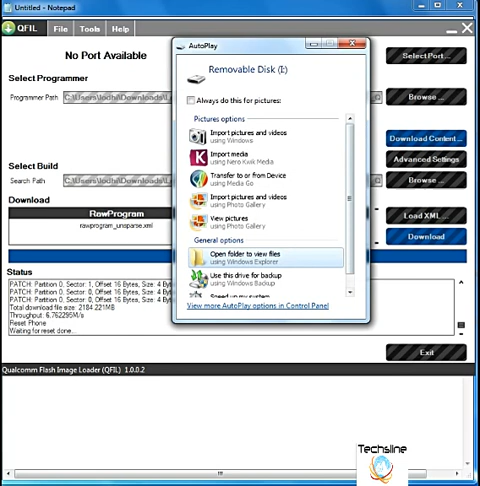 Untitled - Notepad
QFIL File Tools Help
No Port Available
Select Port...
Select Programmer
Programmer Path
Browse ...
Download Content...
Advanced Settings
Select Build
Search Path
Browse ...
Download
RawProgram
rawprogram_unsparse.xml
Load XML ...
Download
Status
PATCH: Partition 0, Sector: 1, Offset 16 Bytes, Size: 4 Byt
PATCH: Partition 0, Sector: 0, Offset 16 Bytes, Size: 4 Byt
PATCH: Partition 0, Sector: 0, Offset 16 Bytes, Size: 4 Byt
Total download file size: 2184.221MB
Throughput: 6.762295M/s
Reset Phone
Waiting for reset done...
Exit
Qualcomm Flash Image Loader (QFIL) 1.0.0.2
AutoPlay
Removable Disk (I:)
Always do this for pictures:
Pictures options
Import pictures and videos
using Windows
Import media
using Nero Kwik Media
Transfer to or from Device
using Media Go
Import pictures and videos
using Photo Gallery
View pictures
using Photo Gallery
General options
Open folder to view files
using Windows Explorer
Use this drive for backup
using Windows Backup
Speed up my system
View more AutoPlay options in Control Panel
Techsline